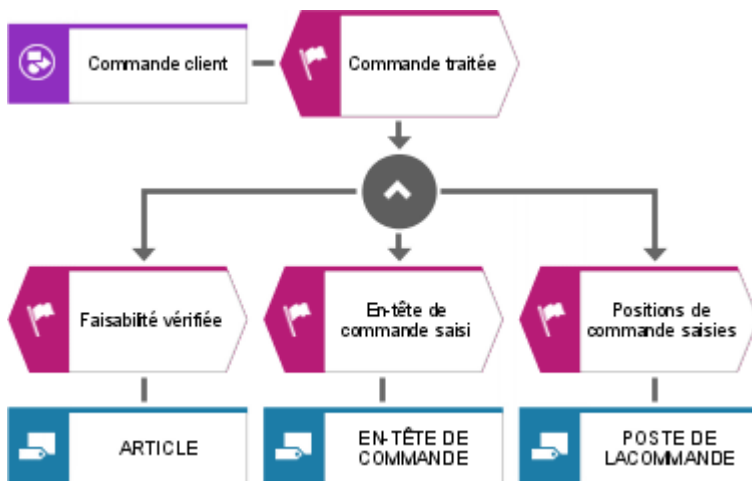 Commande client
Commande traitée
Faisabilité vérifiée
En-tête de
commande saisi
Positions de
commande saisies
ARTICLE
EN-TÊTE DE
COMMANDE
POSTE DE
LACOMMANDE